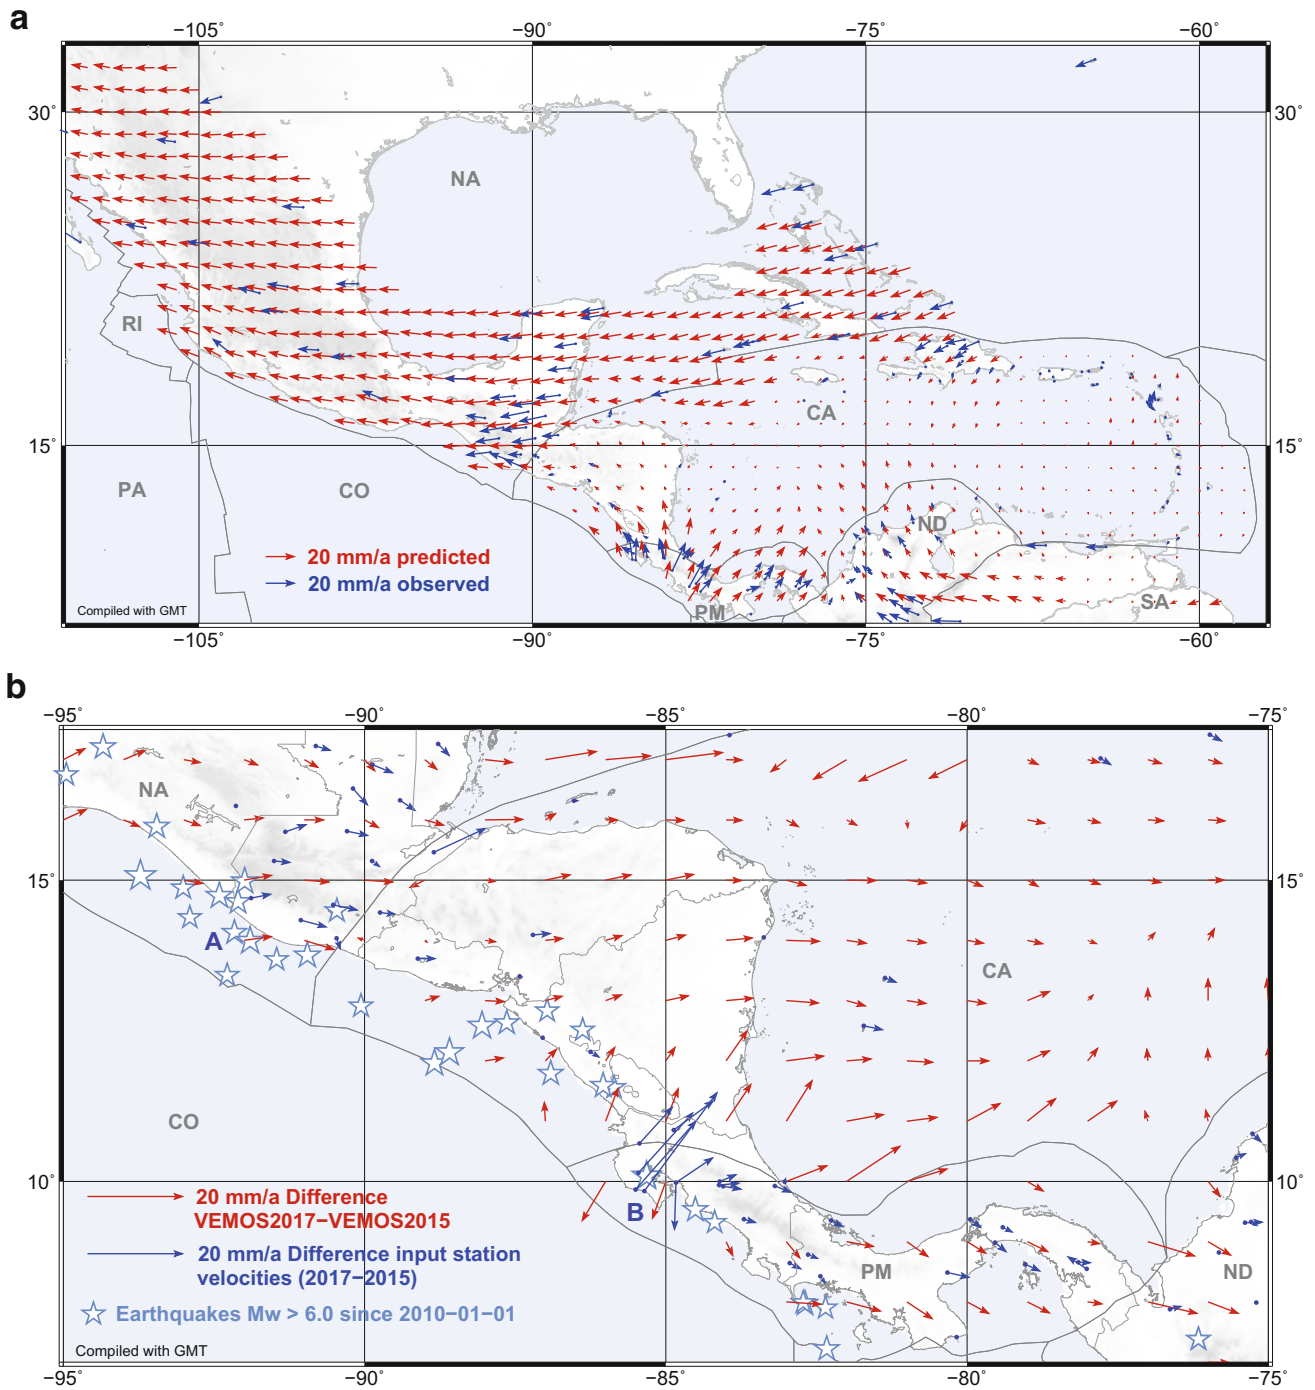 a
−105° −90° −75° −60°
30° 30°
NA
RI
CA
15° 15°
PA CO
ND
20 mm/a predicted
20 mm/a observed
SA
Compiled with GMT
PM
−105° −90° −75° −60°
b
−95° −90° −85° −80° −75°
NA
15° 15°
A
CA
CO
10° 10°
20 mm/a Difference
VEMOS2017−VEMOS2015
B
20 mm/a Difference input station
velocities (2017−2015)
PM ND
Earthquakes Mw > 6.0 since 2010−01−01
Compiled with GMT
−95° −90° −85° −80° −75°